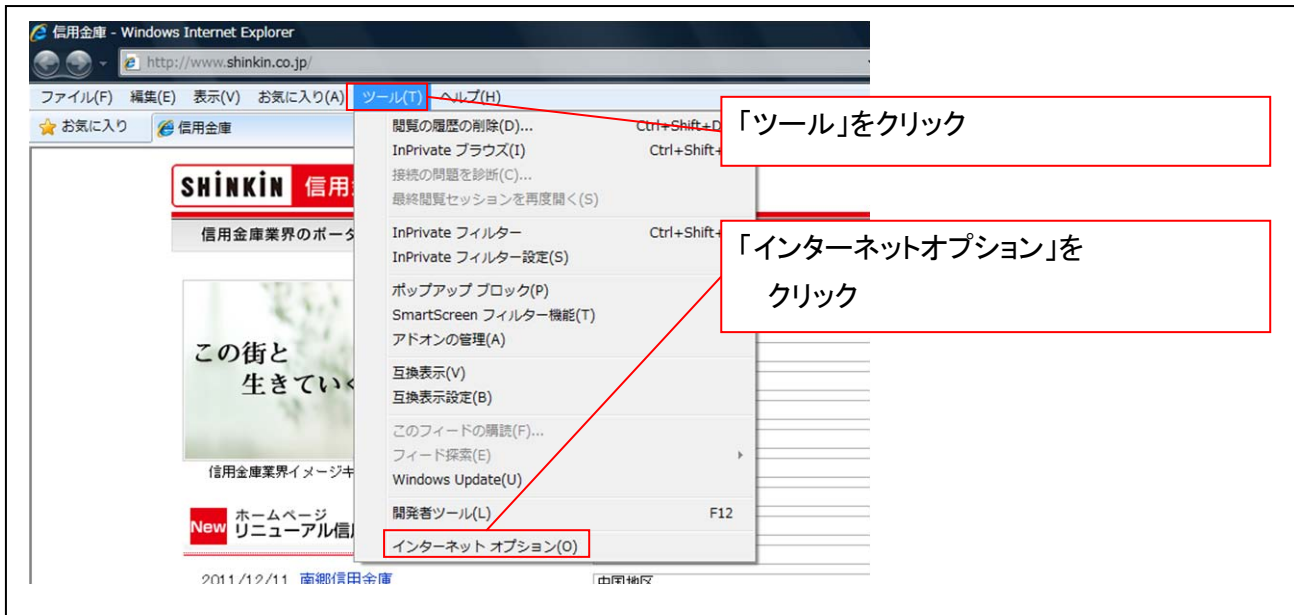 信用金庫 - Windows Internet Explorer
http://www.shinkin.co.jp/
ファイル(F) 編集(E) 表示(V) お気に入り(A) ツール(T) ヘルプ(H)
お気に入り 信用金庫
閲覧の履歴の削除(D)... Ctrl+Shift+D
「ツール」をクリック
InPrivate ブラウズ(I) Ctrl+Shift+
接続の問題を診断(C)...
最終閲覧セッションを再度開く(S)
SHINKIN 信用
信用金庫業界のポータ
InPrivate フィルター Ctrl+Shift+
InPrivate フィルター設定(S)
「インターネットオプション」を
クリック
ポップアップ ブロック(P)
SmartScreen フィルター機能(T)
アドオンの管理(A)
この街と
生きてい
互換表示(V)
互換表示設定(B)
このフィードの購読(F)...
フィード探索(E)
Windows Update(U)
信用金庫業界イメージキ
開発者ツール(L) F12
New ホームページ
リニューアル信
インターネット オプション(O)
2011/12/11 南郷信用金庫
中国地区